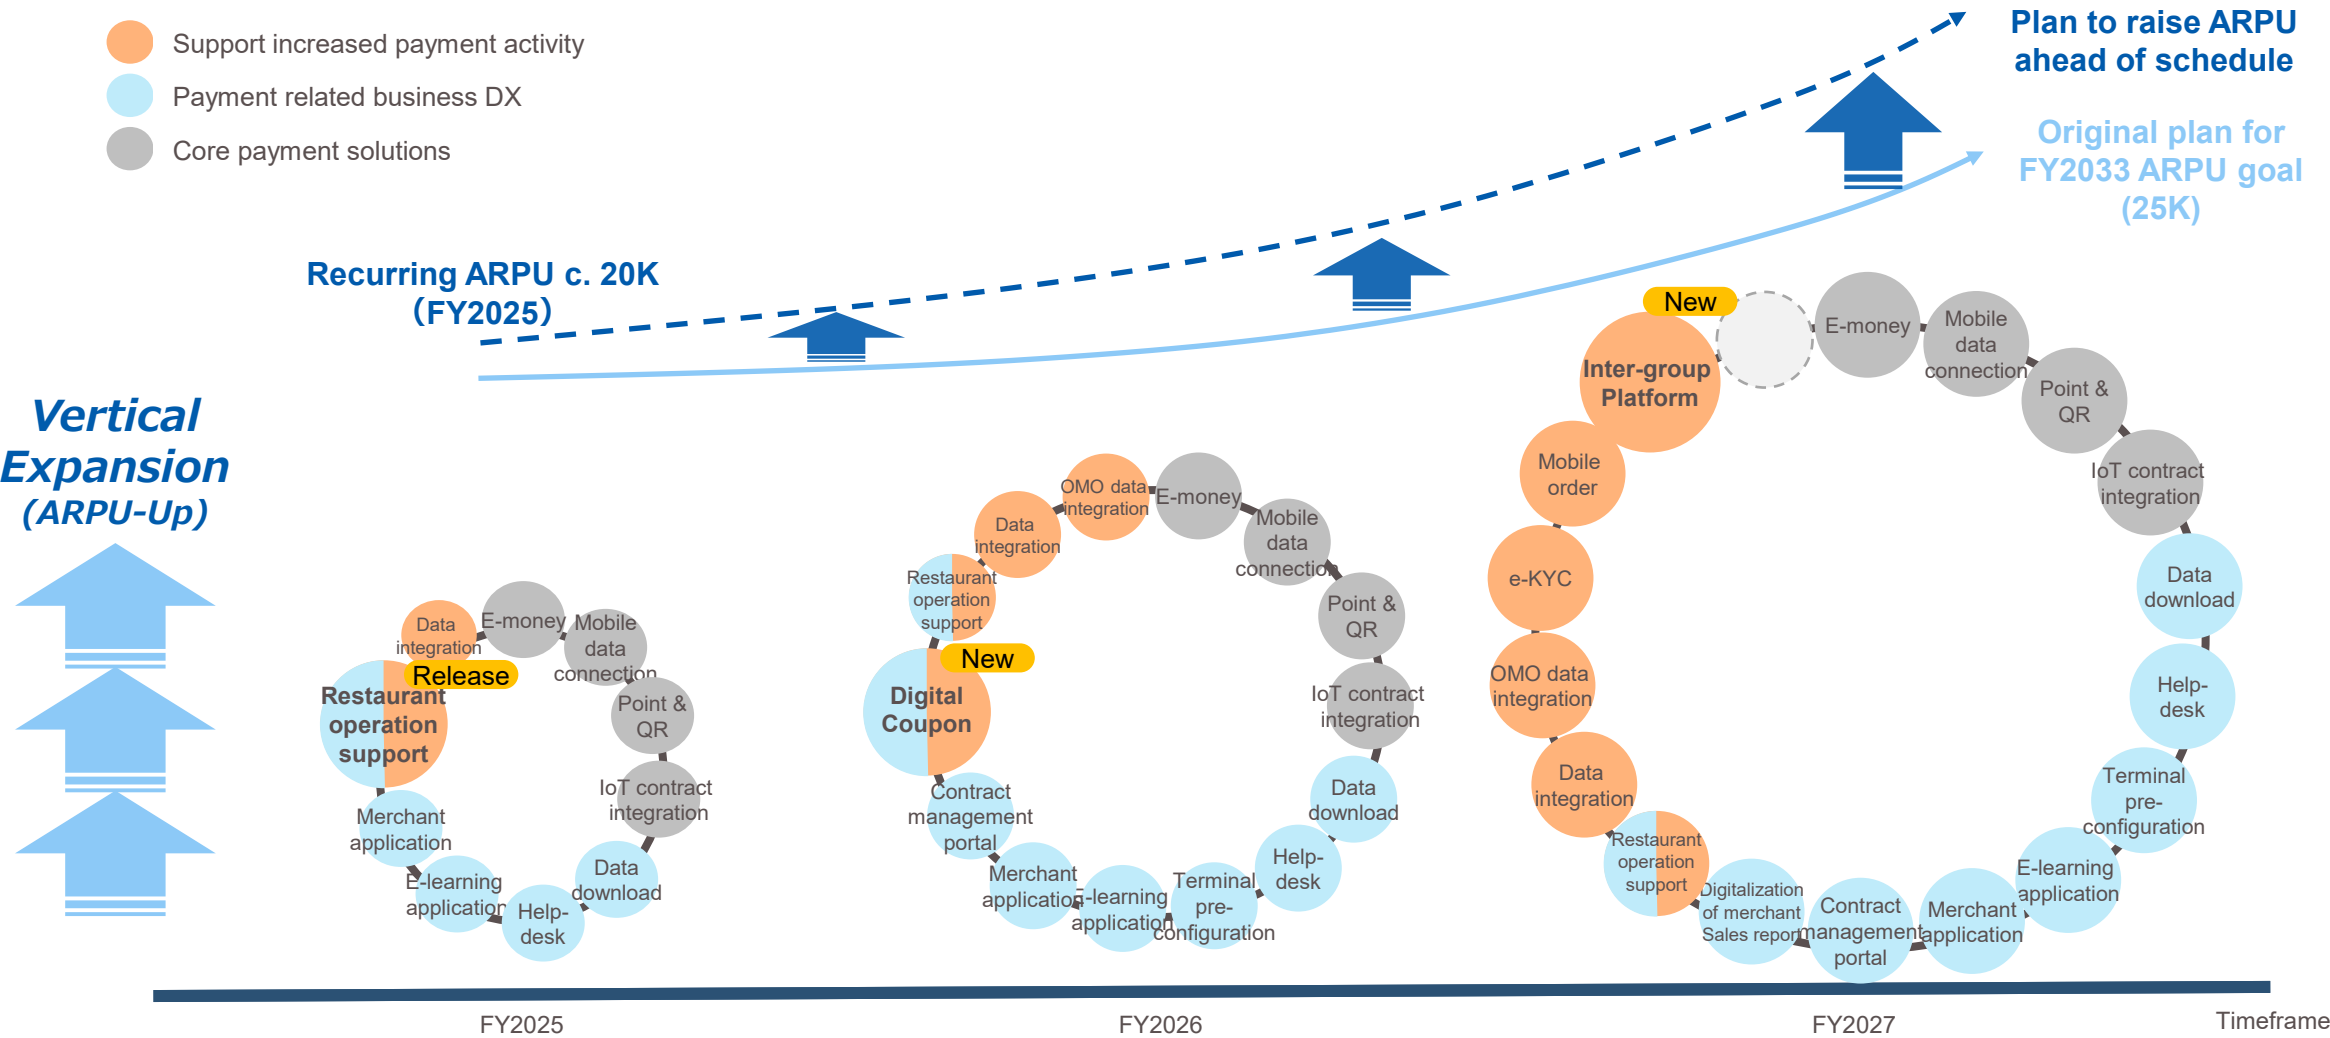 Support increased payment activity
Payment related business DX
Core payment solutions
Plan to raise ARPU
ahead of schedule
Original plan for
FY2033 ARPU goal
(25K)
Recurring ARPU c. 20K
（FY2025）
Vertical
Expansion
(ARPU-Up)
Data
integration
E-money
Mobile
data
connection
Point &
QR
IoT contract
integration
Data
download
Help-
desk
E-learning
application
Merchant
application
Restaurant
operation
support
Release
OMO data
integration
E-money
Mobile
data
connection
Point &
QR
IoT contract
integration
Data
download
Help-
desk
Terminal
pre-
configuration
E-learning
application
Merchant
application
Contract
management
portal
Digital
Coupon
New
Restaurant
operation
support
Data
integration
New
Inter-group
Platform
E-money
Mobile
data
connection
Point &
QR
IoT contract
integration
Data
download
Help-
desk
Terminal
pre-
configuration
E-learning
application
Merchant
application
Contract
management
portal
Digitalization
of merchant
Sales report
Restaurant
operation
support
Data
integration
OMO data
integration
e-KYC
Mobile
order
FY2025
FY2026
FY2027
Timeframe